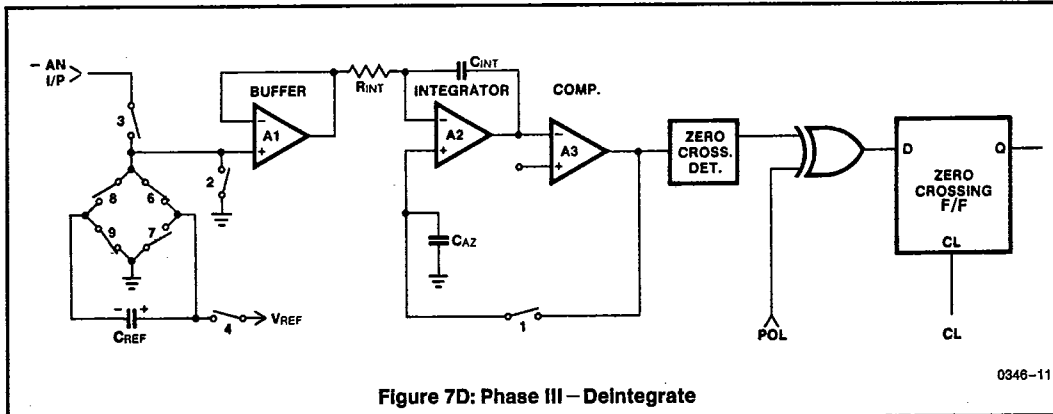 − AN
I/P
3
8
6
9
7
2
− +
CREF
4
VREF
BUFFER
−
A1
+
RINT
CINT
INTEGRATOR
−
A2
+
CAZ
1
COMP.
−
A3
+
ZERO
CROSS.
DET.
POL
D
Q
ZERO
CROSSING
F/F
CL
CL
0346–11
Figure 7D: Phase III – Deintegrate